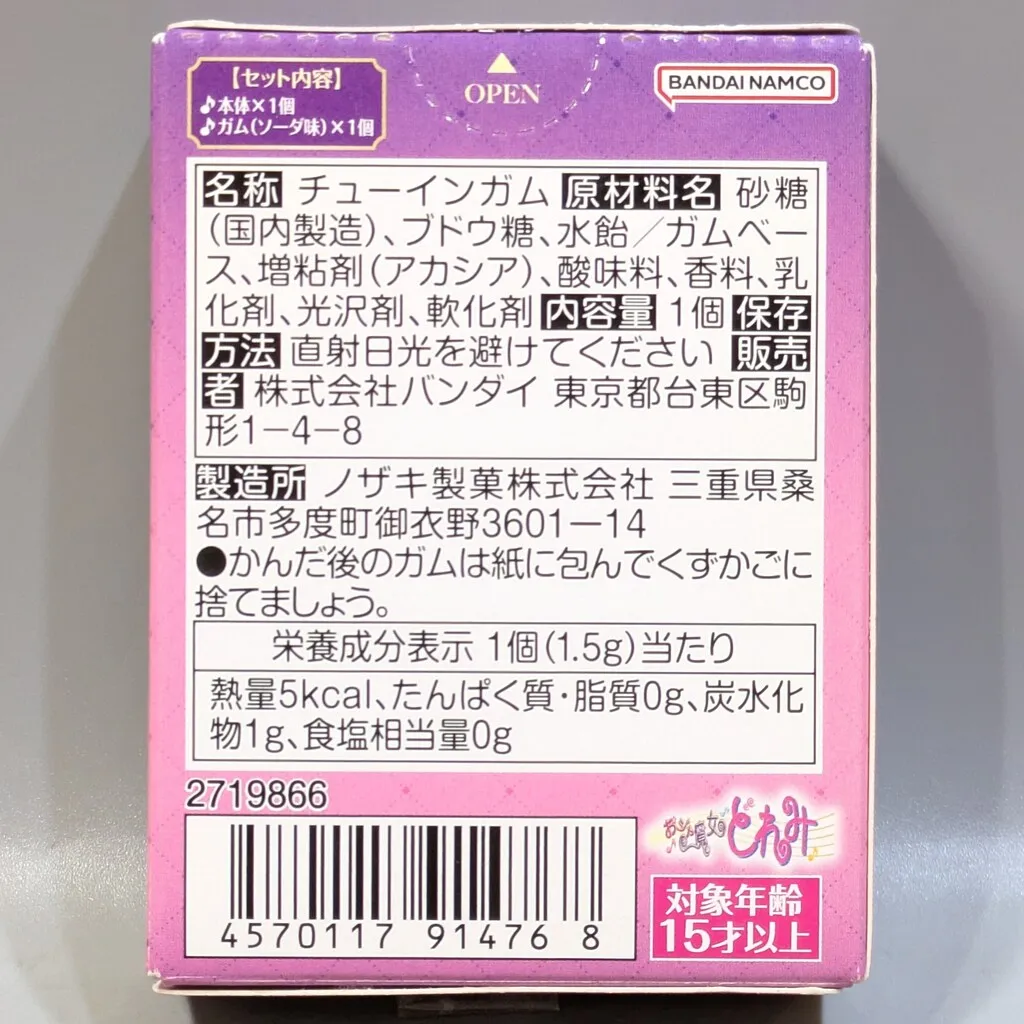 【セット内容】
♪本体×1個
♪ガム(ソーダ味)×1個
OPEN
BANDAI NAMCO
名称 チューインガム 原材料名 砂糖
(国内製造)、ブドウ糖、水飴／ガムベー
ス、増粘剤(アカシア)、酸味料、香料、乳
化剤、光沢剤、軟化剤 内容量 1個 保存
方法 直射日光を避けてください 販売
者 株式会社バンダイ 東京都台東区駒
形1-4-8
製造所 ノザキ製菓株式会社 三重県桑
名市多度町御衣野3601-14
●かんだ後のガムは紙に包んでくずかごに
捨てましょう。
栄養成分表示 1個(1.5g)当たり
熱量5kcal、たんぱく質・脂質0g、炭水化
物1g、食塩相当量0g
2719866
4570117 91476 8
おジャ魔女どれみ
対象年齢
15才以上